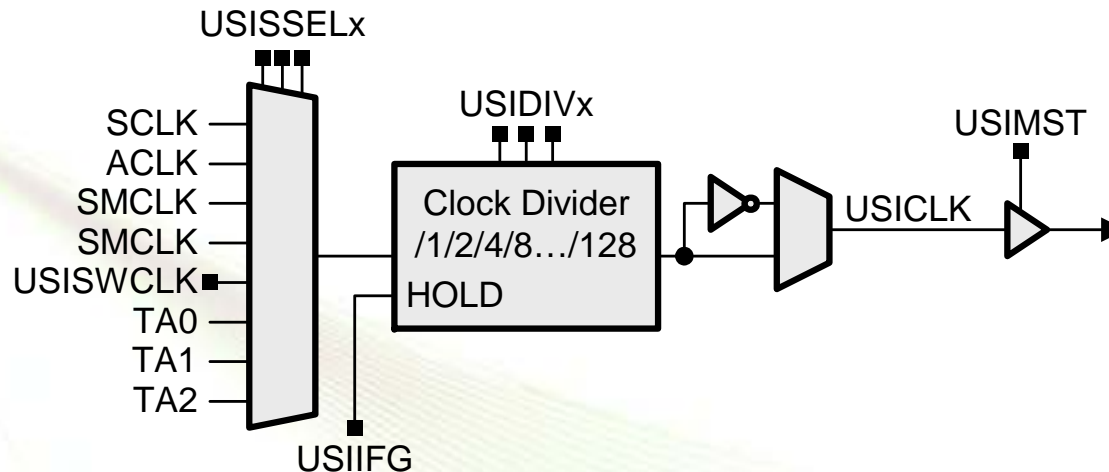 USISSELx
SCLK
ACLK
SMCLK
SMCLK
USISWCLK
TA0
TA1
TA2
USIDIVx
Clock Divider
/1/2/4/8…/128
HOLD
USIIFG
USICLK
USIMST